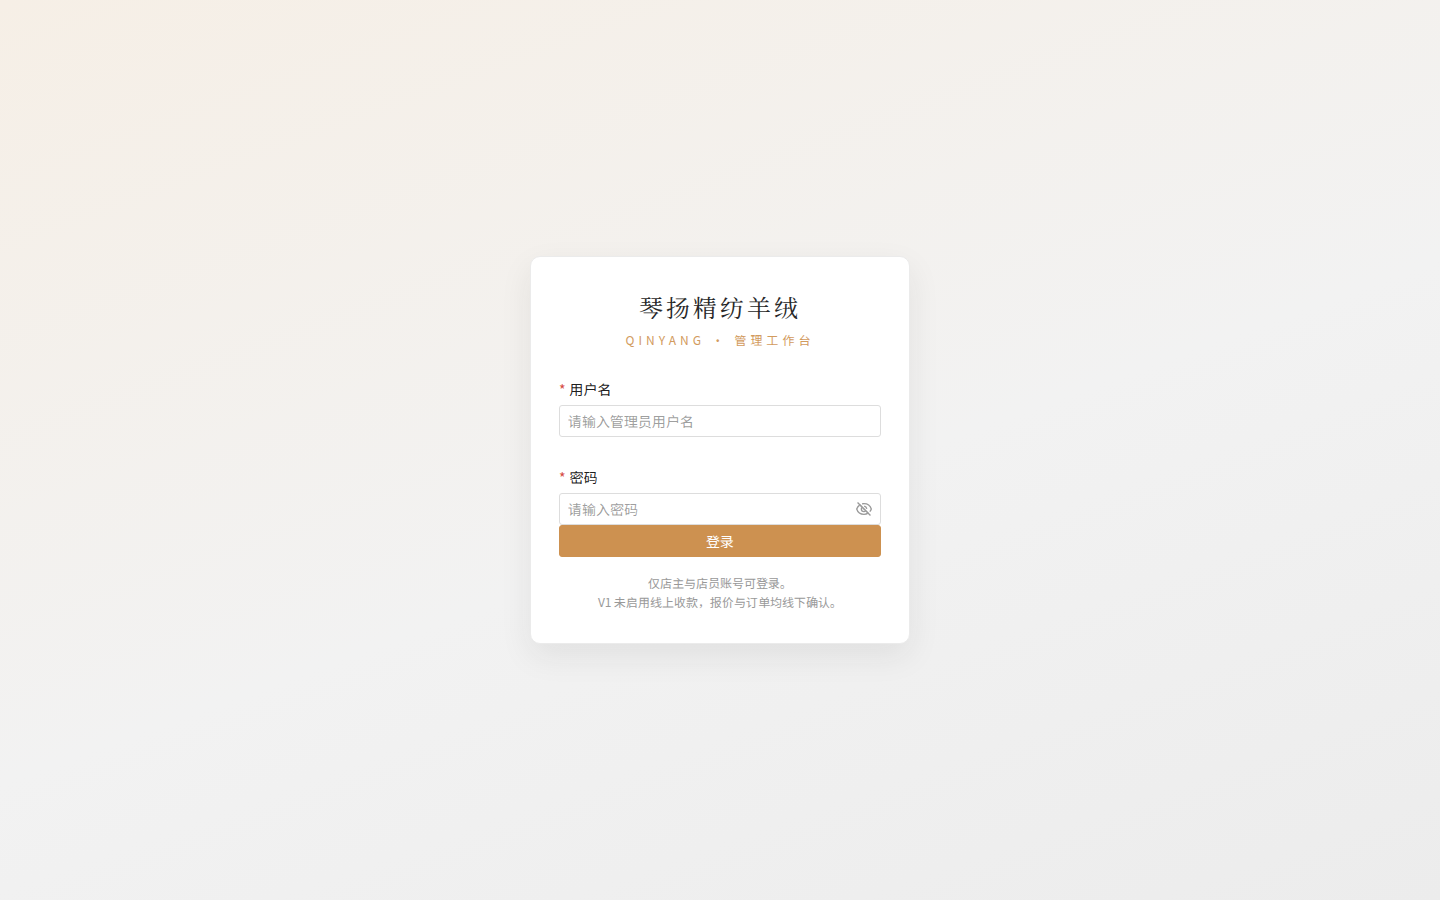 琴扬精纺羊绒
QINYANG · 管理工作台
* 用户名
请输入管理员用户名
* 密码
请输入密码
登录
仅店主与店员账号可登录。
V1 未启用线上收款，报价与订单均线下确认。